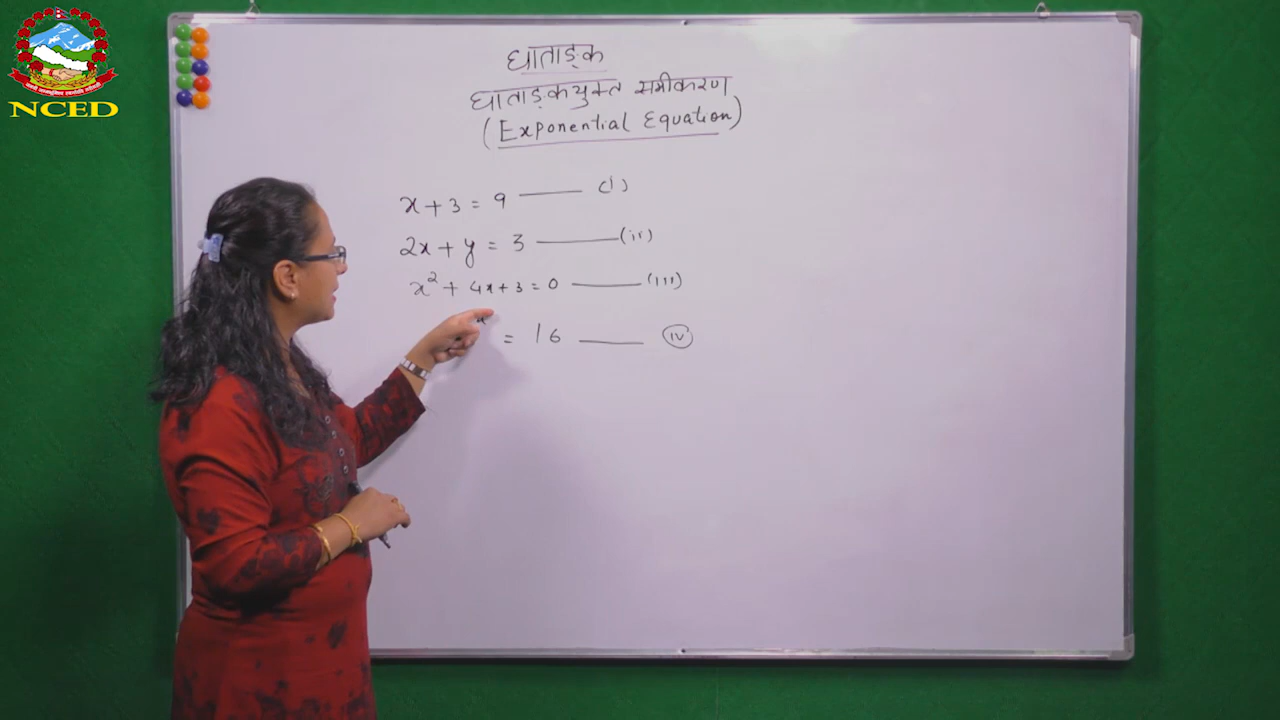 NCED
घाताङ्क
घाताङ्कयुक्त समीकरण
(Exponential Equation)
x + 3 = 9 —— (i)
2x + y = 3 —— (ii)
x² + 4x + 3 = 0 —— (iii)
x = 16 —— (iv)